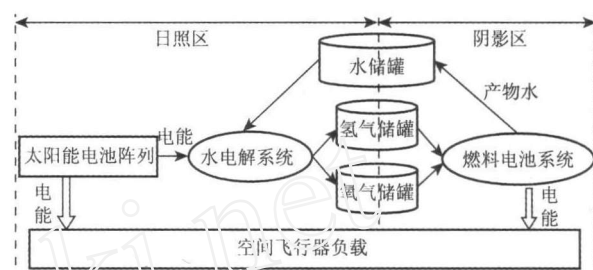 日照区
阴影区
水储罐
产物水
氢气储罐
电能
太阳能电池阵列
水电解系统
燃料电池系统
氧气储罐
电能
电能
空间飞行器负载